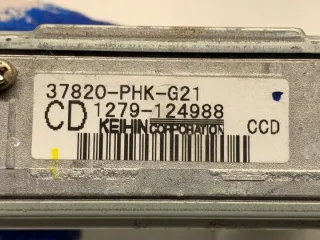 37820-PHK-G21
CD 1279-124988
KEIHIN CORPORATION CCD